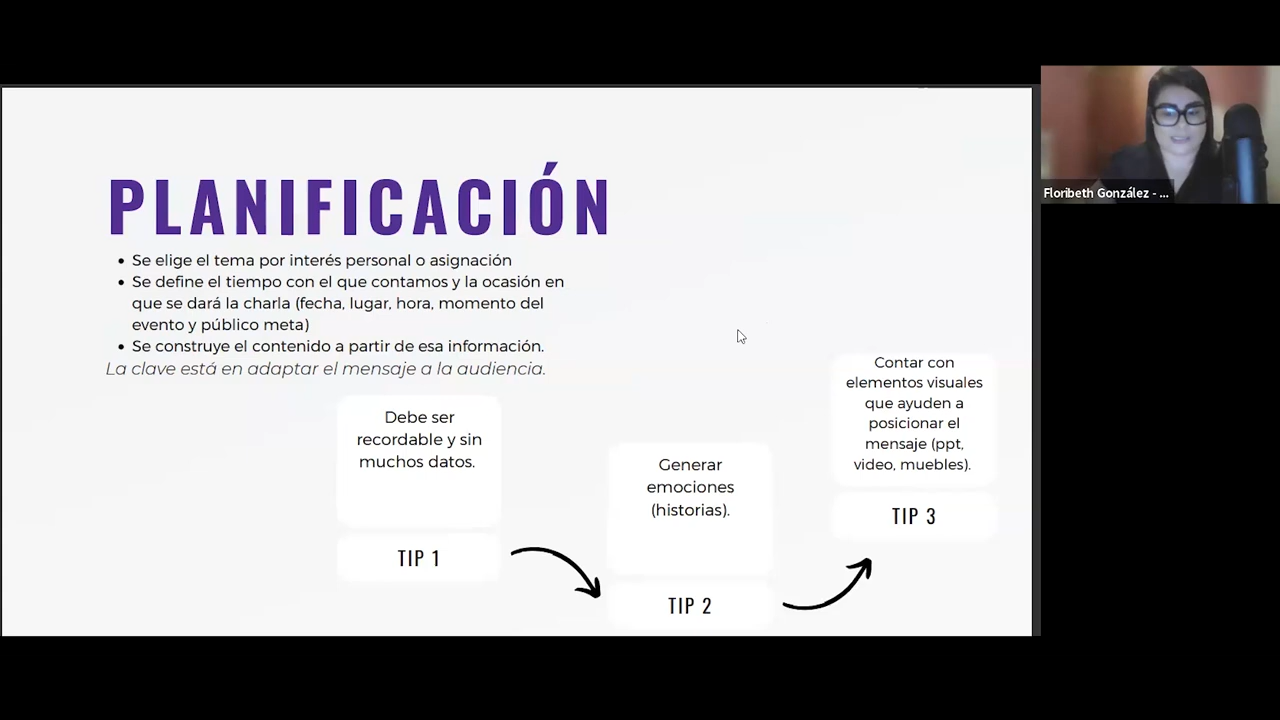 PLANIFICACIÓN
• Se elige el tema por interés personal o asignación
• Se define el tiempo con el que contamos y la ocasión en
que se dará la charla (fecha, lugar, hora, momento del
evento y público meta)
• Se construye el contenido a partir de esa información.
La clave está en adaptar el mensaje a la audiencia.
Debe ser
recordable y sin
muchos datos.
TIP 1
Generar
emociones
(historias).
TIP 2
Contar con
elementos visuales
que ayuden a
posicionar el
mensaje (ppt,
video, muebles).
TIP 3
Floribeth González - ...